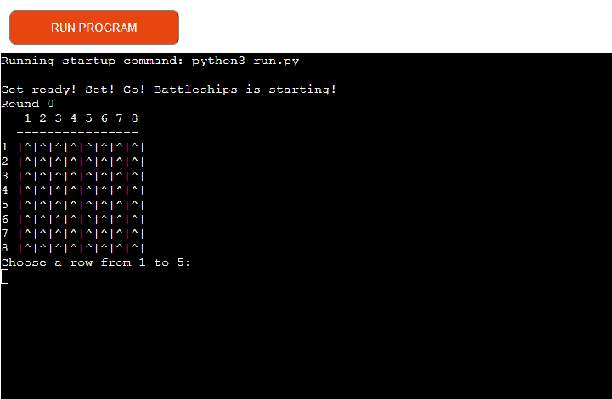 RUN PROGRAM
Running startup command: python3 run.py
Get ready! Set! Go! Battleships is starting!
Round 0
1 2 3 4 5 6 7 8
-----------------
1 |^|^|^|^|^|^|^|^|
2 |^|^|^|^|^|^|^|^|
3 |^|^|^|^|^|^|^|^|
4 |^|^|^|^|^|^|^|^|
5 |^|^|^|^|^|^|^|^|
6 |^|^|^|^|^|^|^|^|
7 |^|^|^|^|^|^|^|^|
8 |^|^|^|^|^|^|^|^|
Choose a row from 1 to 5: